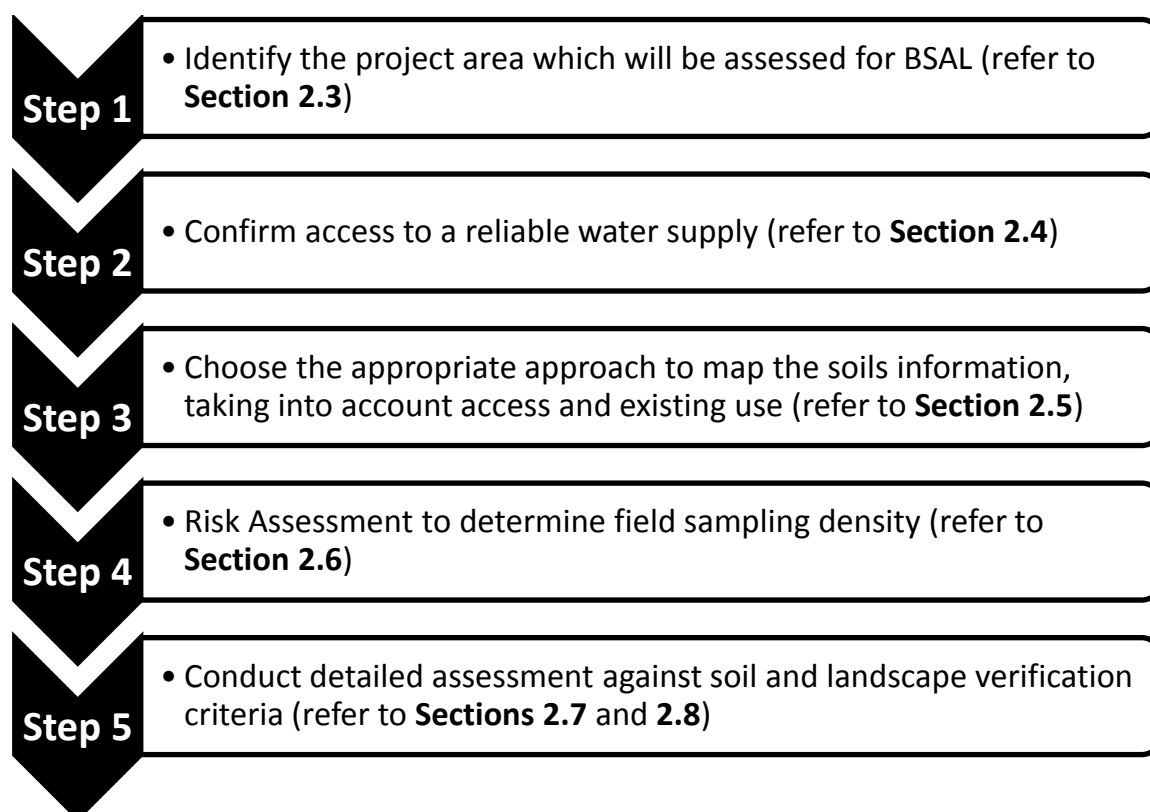 Step 1
• Identify the project area which will be assessed for BSAL (refer to
Section 2.3)
Step 2
• Confirm access to a reliable water supply (refer to Section 2.4)
Step 3
• Choose the appropriate approach to map the soils information,
taking into account access and existing use (refer to Section 2.5)
Step 4
• Risk Assessment to determine field sampling density (refer to
Section 2.6)
Step 5
• Conduct detailed assessment against soil and landscape verification
criteria (refer to Sections 2.7 and 2.8)